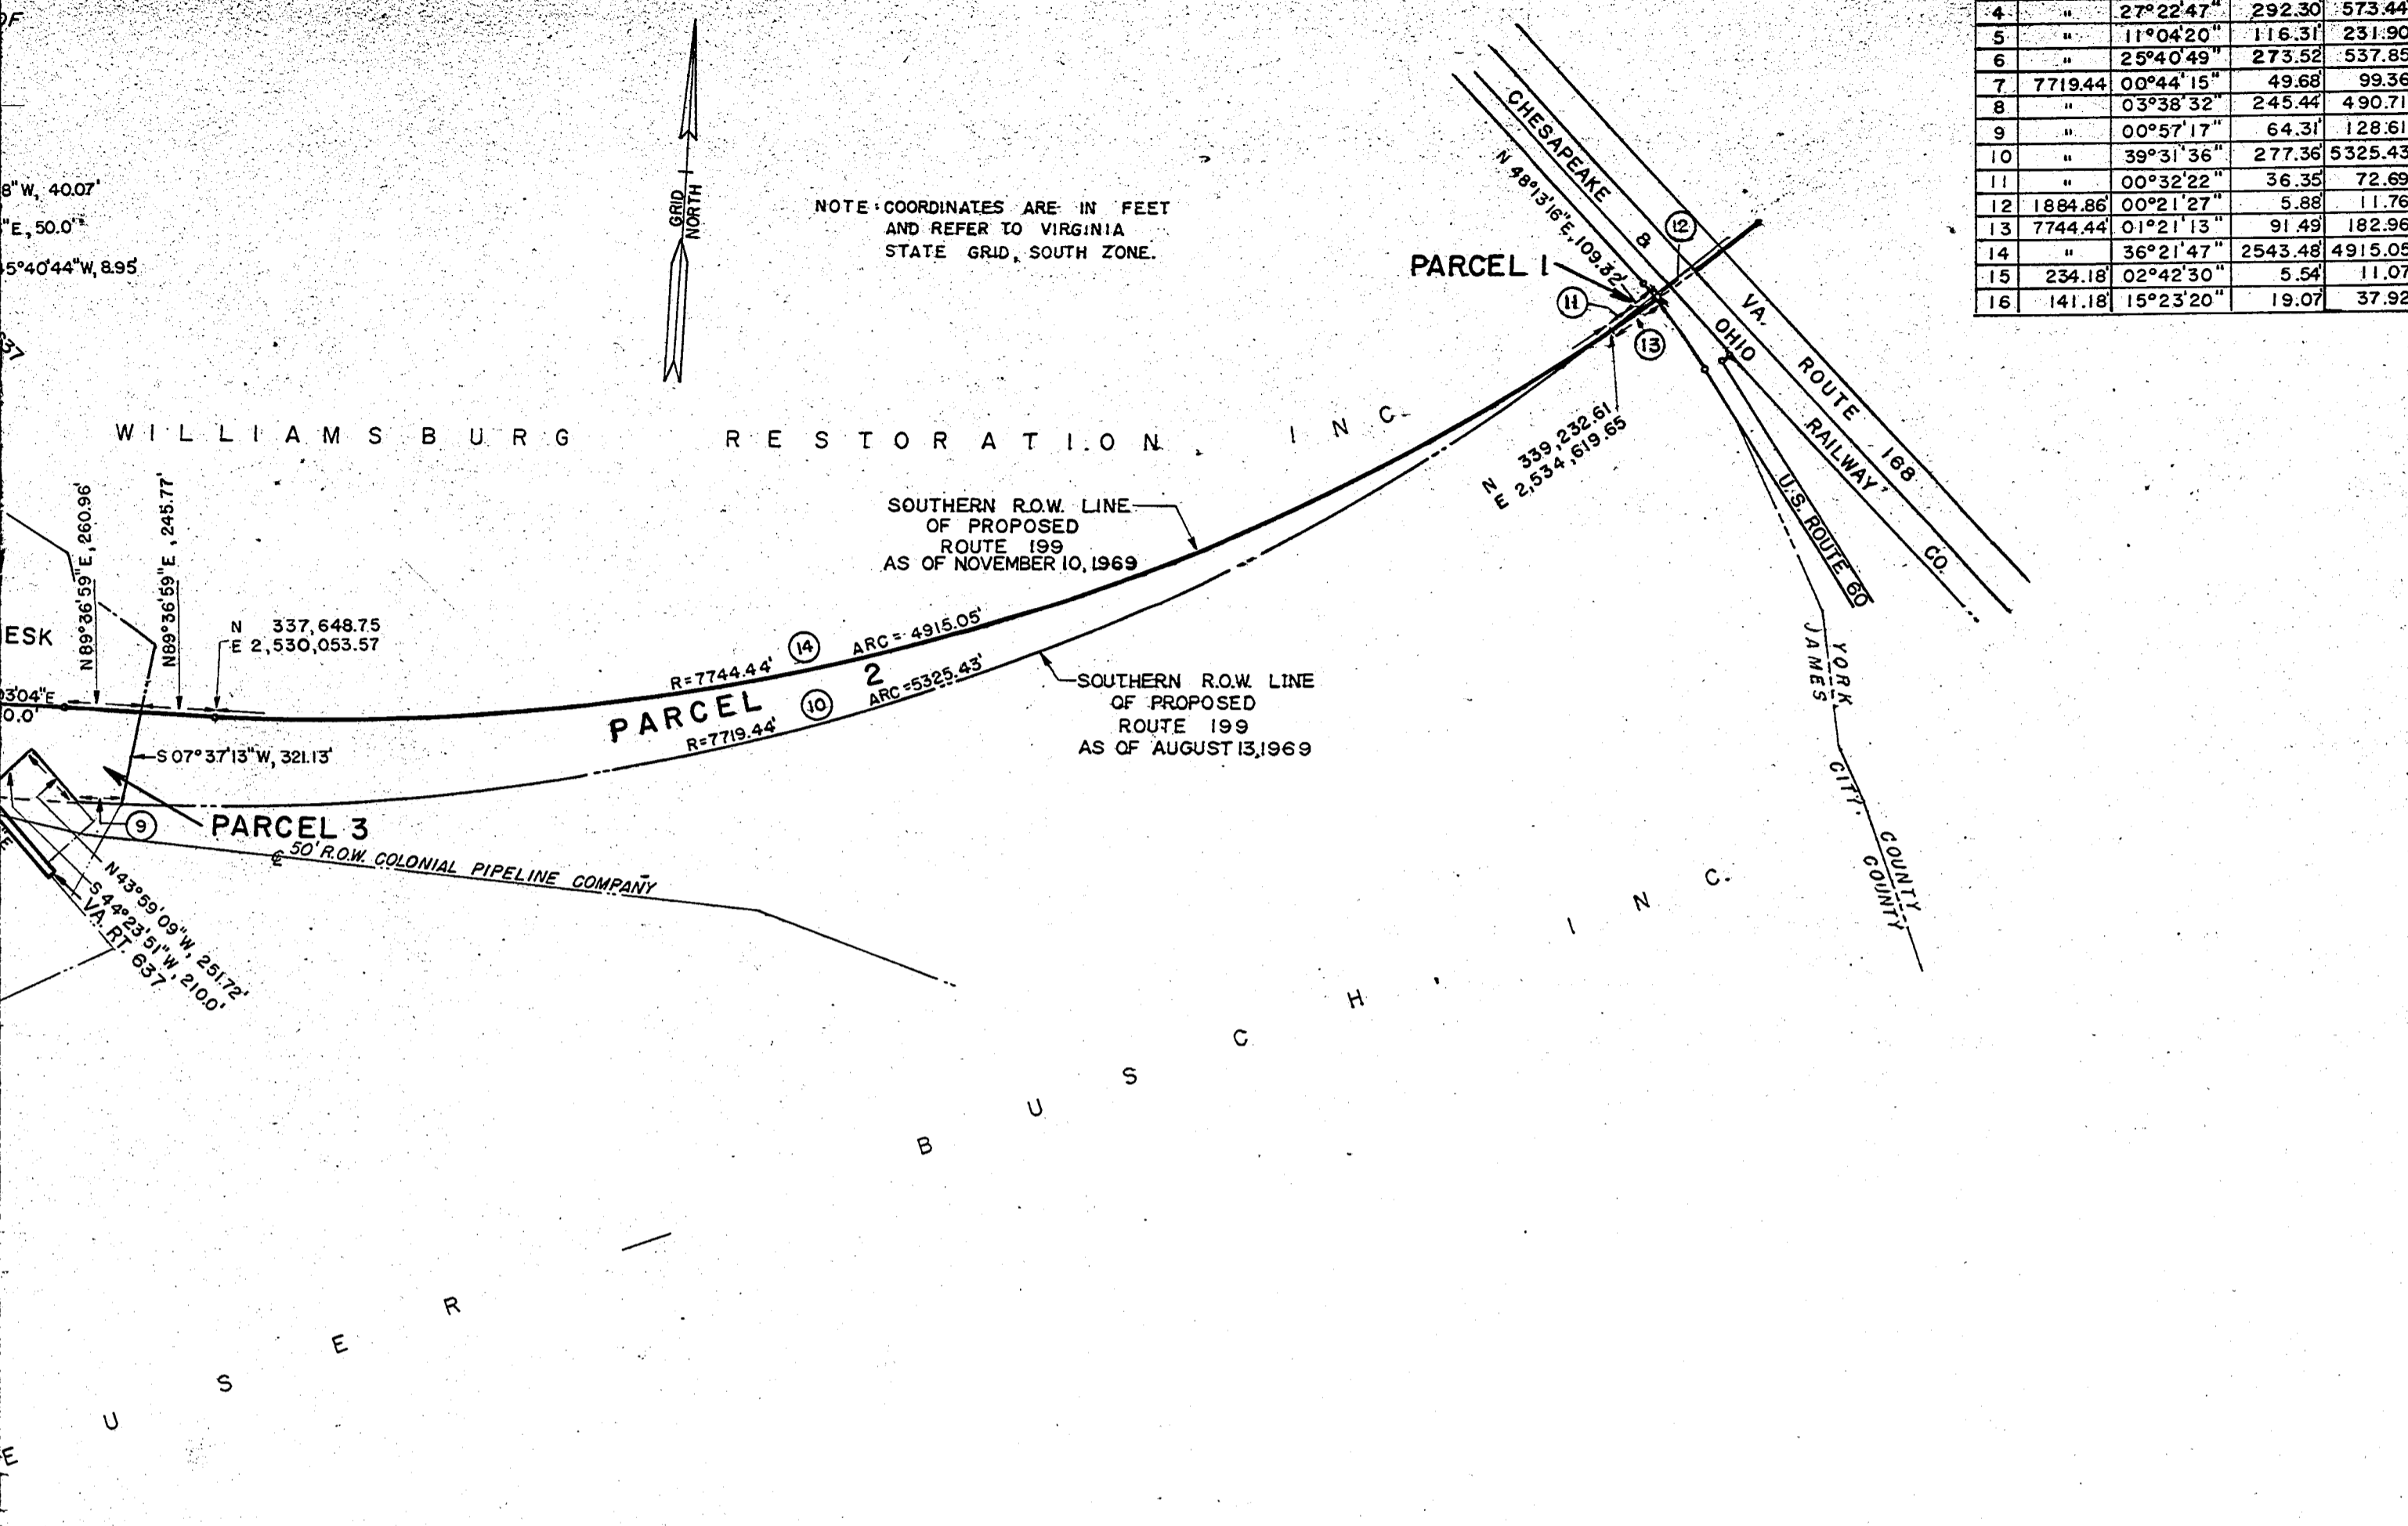 OF
8"W, 40.07'
"E, 50.0'
5°40'44"W, 8.95'
37
4 " 27°22'47" 292.30 573.44
5 " 11°04'20" 116.31' 231.90
6 " 25°40'49" 273.52 537.85
7 7719.44 00°44'15" 49.68' 99.36
8 " 03°38'32" 245.44' 490.71
9 " 00°57'17" 64.31' 128.61
10 " 39°31'36" 277.36' 5325.43
11 " 00°32'22" 36.35' 72.69
12 1884.86' 00°21'27" 5.88' 11.76
13 7744.44' 01°21'13" 91.49' 182.96
14 " 36°21'47" 2543.48' 4915.05
15 234.18' 02°42'30" 5.54' 11.07
16 141.18' 15°23'20" 19.07' 37.92
GRID NORTH
NOTE: COORDINATES ARE IN FEET
AND REFER TO VIRGINIA
STATE GRID, SOUTH ZONE.
CHESAPEAKE & OHIO RAILWAY CO.
N 48°13'16"E, 109.32'
12
PARCEL 1
11
13
VA. ROUTE 168
U.S. ROUTE 60
N 339,232.61
E 2,534,619.65
WILLIAMSBURG RESTORATION, INC.
SOUTHERN R.O.W. LINE
OF PROPOSED
ROUTE 199
AS OF NOVEMBER 10, 1969
N89°36'59"E, 260.96'
N89°36'59"E, 245.77'
N 337,648.75
E 2,530,053.57
ESK
3'04"E
0.0'
R=7744.44' 14 ARC = 4915.05'
PARCEL 2
R=7719.44' 10 ARC = 5325.43'
SOUTHERN R.O.W. LINE
OF PROPOSED
ROUTE 199
AS OF AUGUST 13, 1969
YORK COUNTY
JAMES CITY COUNTY
S 07°37'13"W, 321.13'
9
PARCEL 3
"E
℄ 50' R.O.W. COLONIAL PIPELINE COMPANY
N43°59'09"W, 251.72'
S44°23'51"W, 210.0'
VA. RT. 637
E USER — BUSCH, INC.